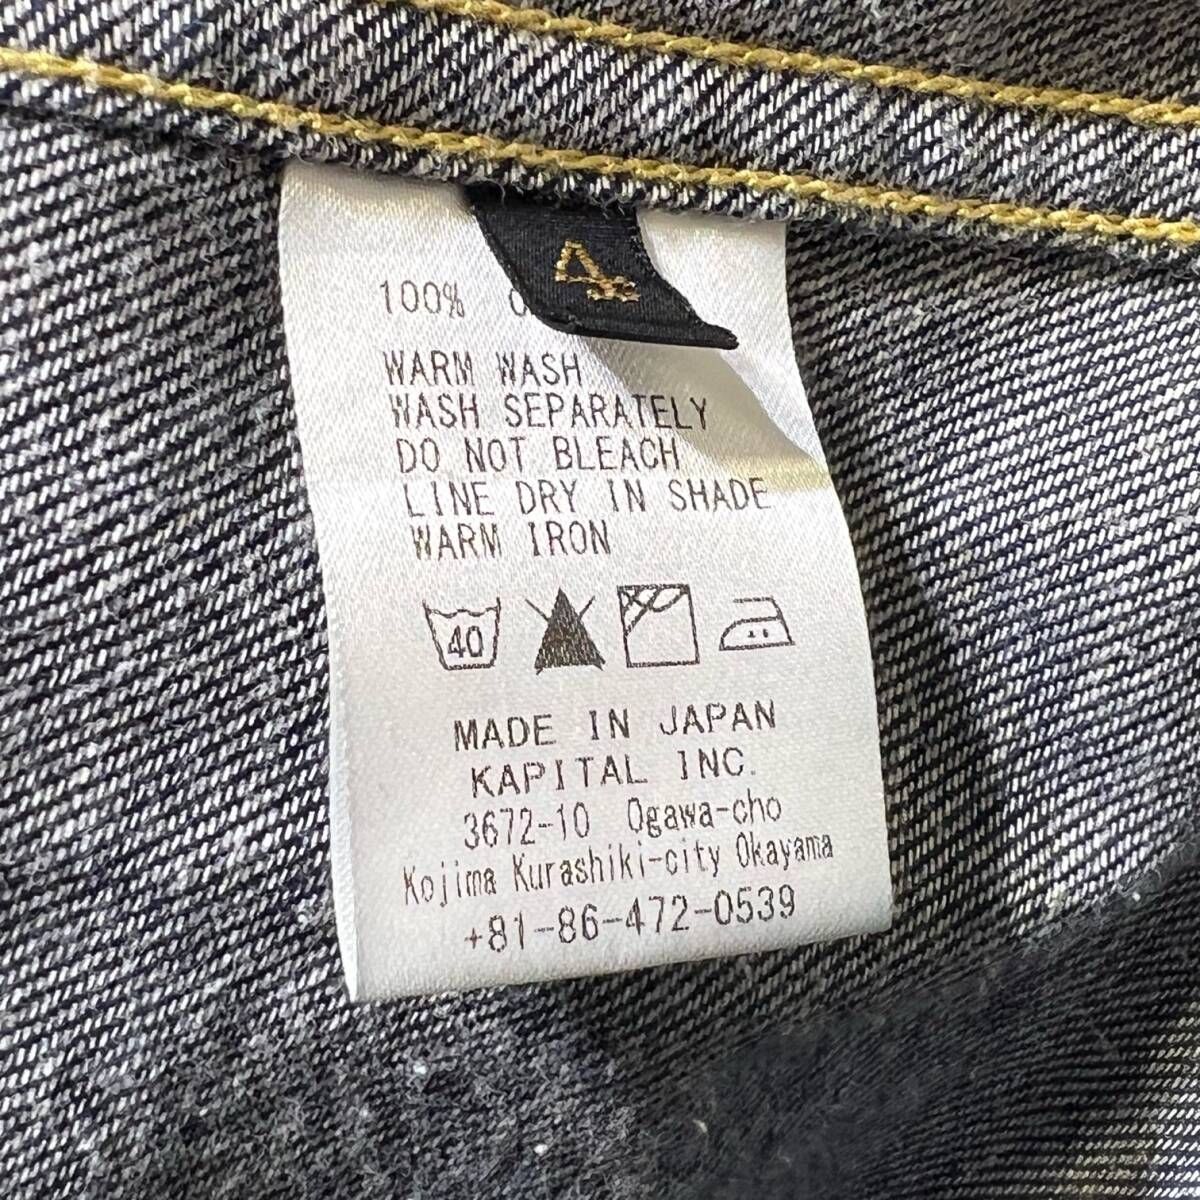 4
100%
WARM WASH
WASH SEPARATELY
DO NOT BLEACH
LINE DRY IN SHADE
WARM IRON
40
MADE IN JAPAN
KAPITAL INC.
3672-10 Ogawa-cho
Kojima Kurashiki-city Okayama
+81-86-472-0539